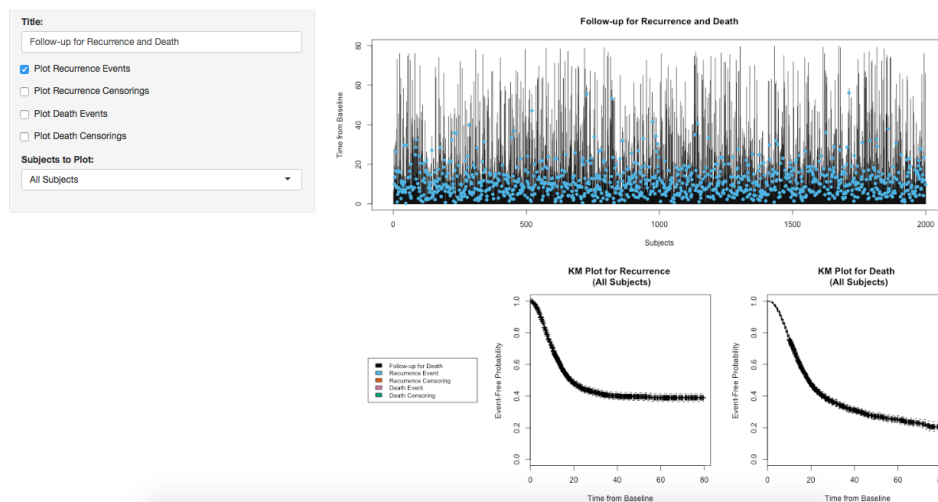 Title:
Follow-up for Recurrence and Death
Plot Recurrence Events
Plot Recurrence Censorings
Plot Death Events
Plot Death Censorings
Subjects to Plot:
All Subjects
Follow-up for Recurrence and Death
Time from Baseline
80
60
40
20
0
0 500 1000 1500 2000
Subjects
Follow-up for Death
Recurrence Event
Recurrence Censoring
Death Event
Death Censoring
KM Plot for Recurrence
(All Subjects)
Event-Free Probability
1.0
0.8
0.6
0.4
0.2
0.0
0 20 40 60 80
Time from Baseline
KM Plot for Death
(All Subjects)
Event-Free Probability
1.0
0.8
0.6
0.4
0.2
0.0
0 20 40 60
Time from Baseline